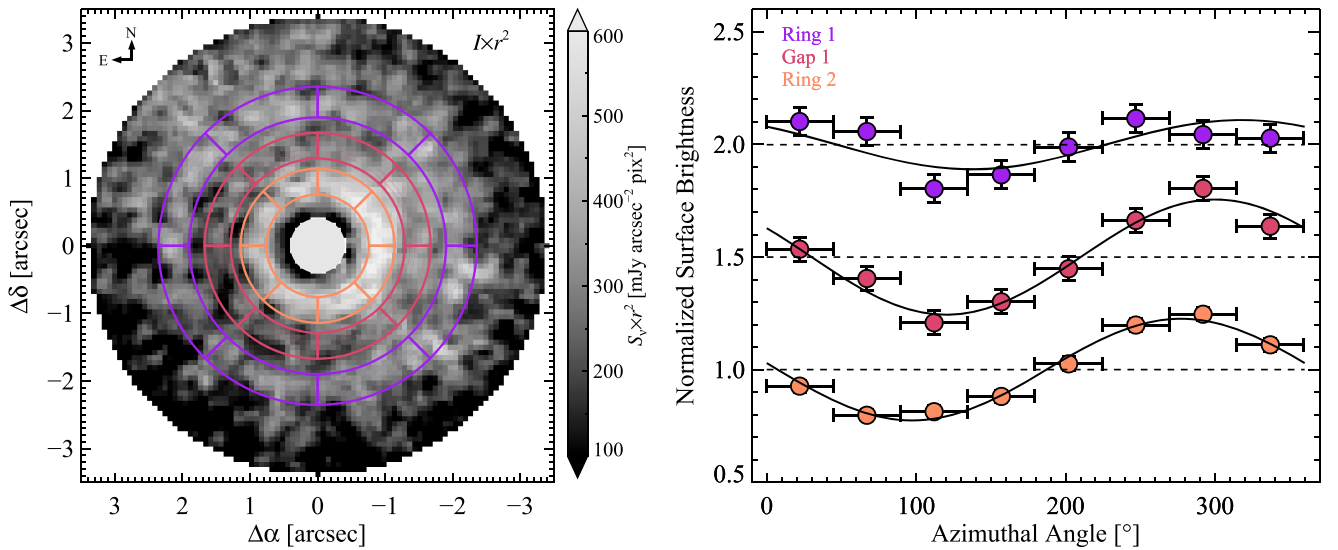 N
E
I×r²
3
2
1
0
−1
−2
−3
3
2
1
0
−1
−2
−3
Δδ [arcsec]
Δα [arcsec]
600
500
400
300
200
100
Sᵥ×r² [mJy arcsec⁻² pix²]
Ring 1
Gap 1
Ring 2
2.5
2.0
1.5
1.0
0.5
0
100
200
300
Normalized Surface Brightness
Azimuthal Angle [°]